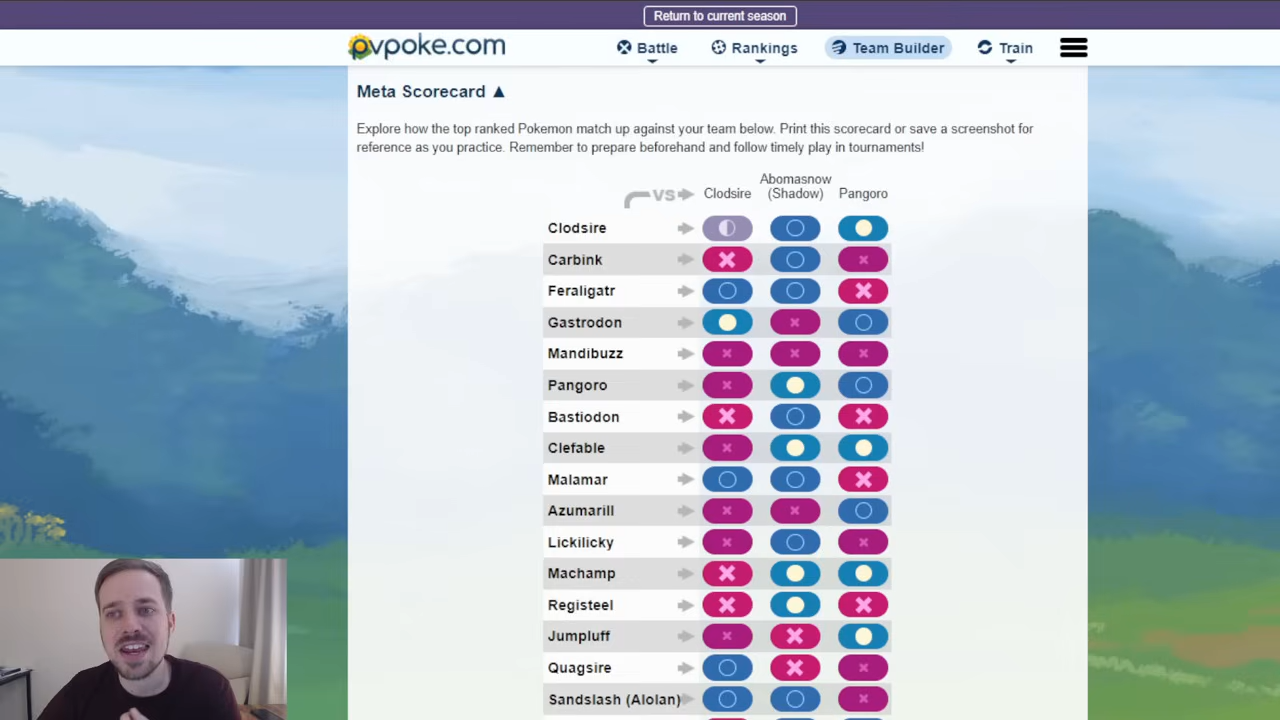 Return to current season
pvpoke.com
Battle
Rankings
Team Builder
Train
Meta Scorecard ▲
Explore how the top ranked Pokemon match up against your team below. Print this scorecard or save a screenshot for
reference as you practice. Remember to prepare beforehand and follow timely play in tournaments!
VS
Clodsire
Abomasnow
(Shadow)
Pangoro
Clodsire
Carbink
Feraligatr
Gastrodon
Mandibuzz
Pangoro
Bastiodon
Clefable
Malamar
Azumarill
Lickilicky
Machamp
Registeel
Jumpluff
Quagsire
Sandslash (Alolan)